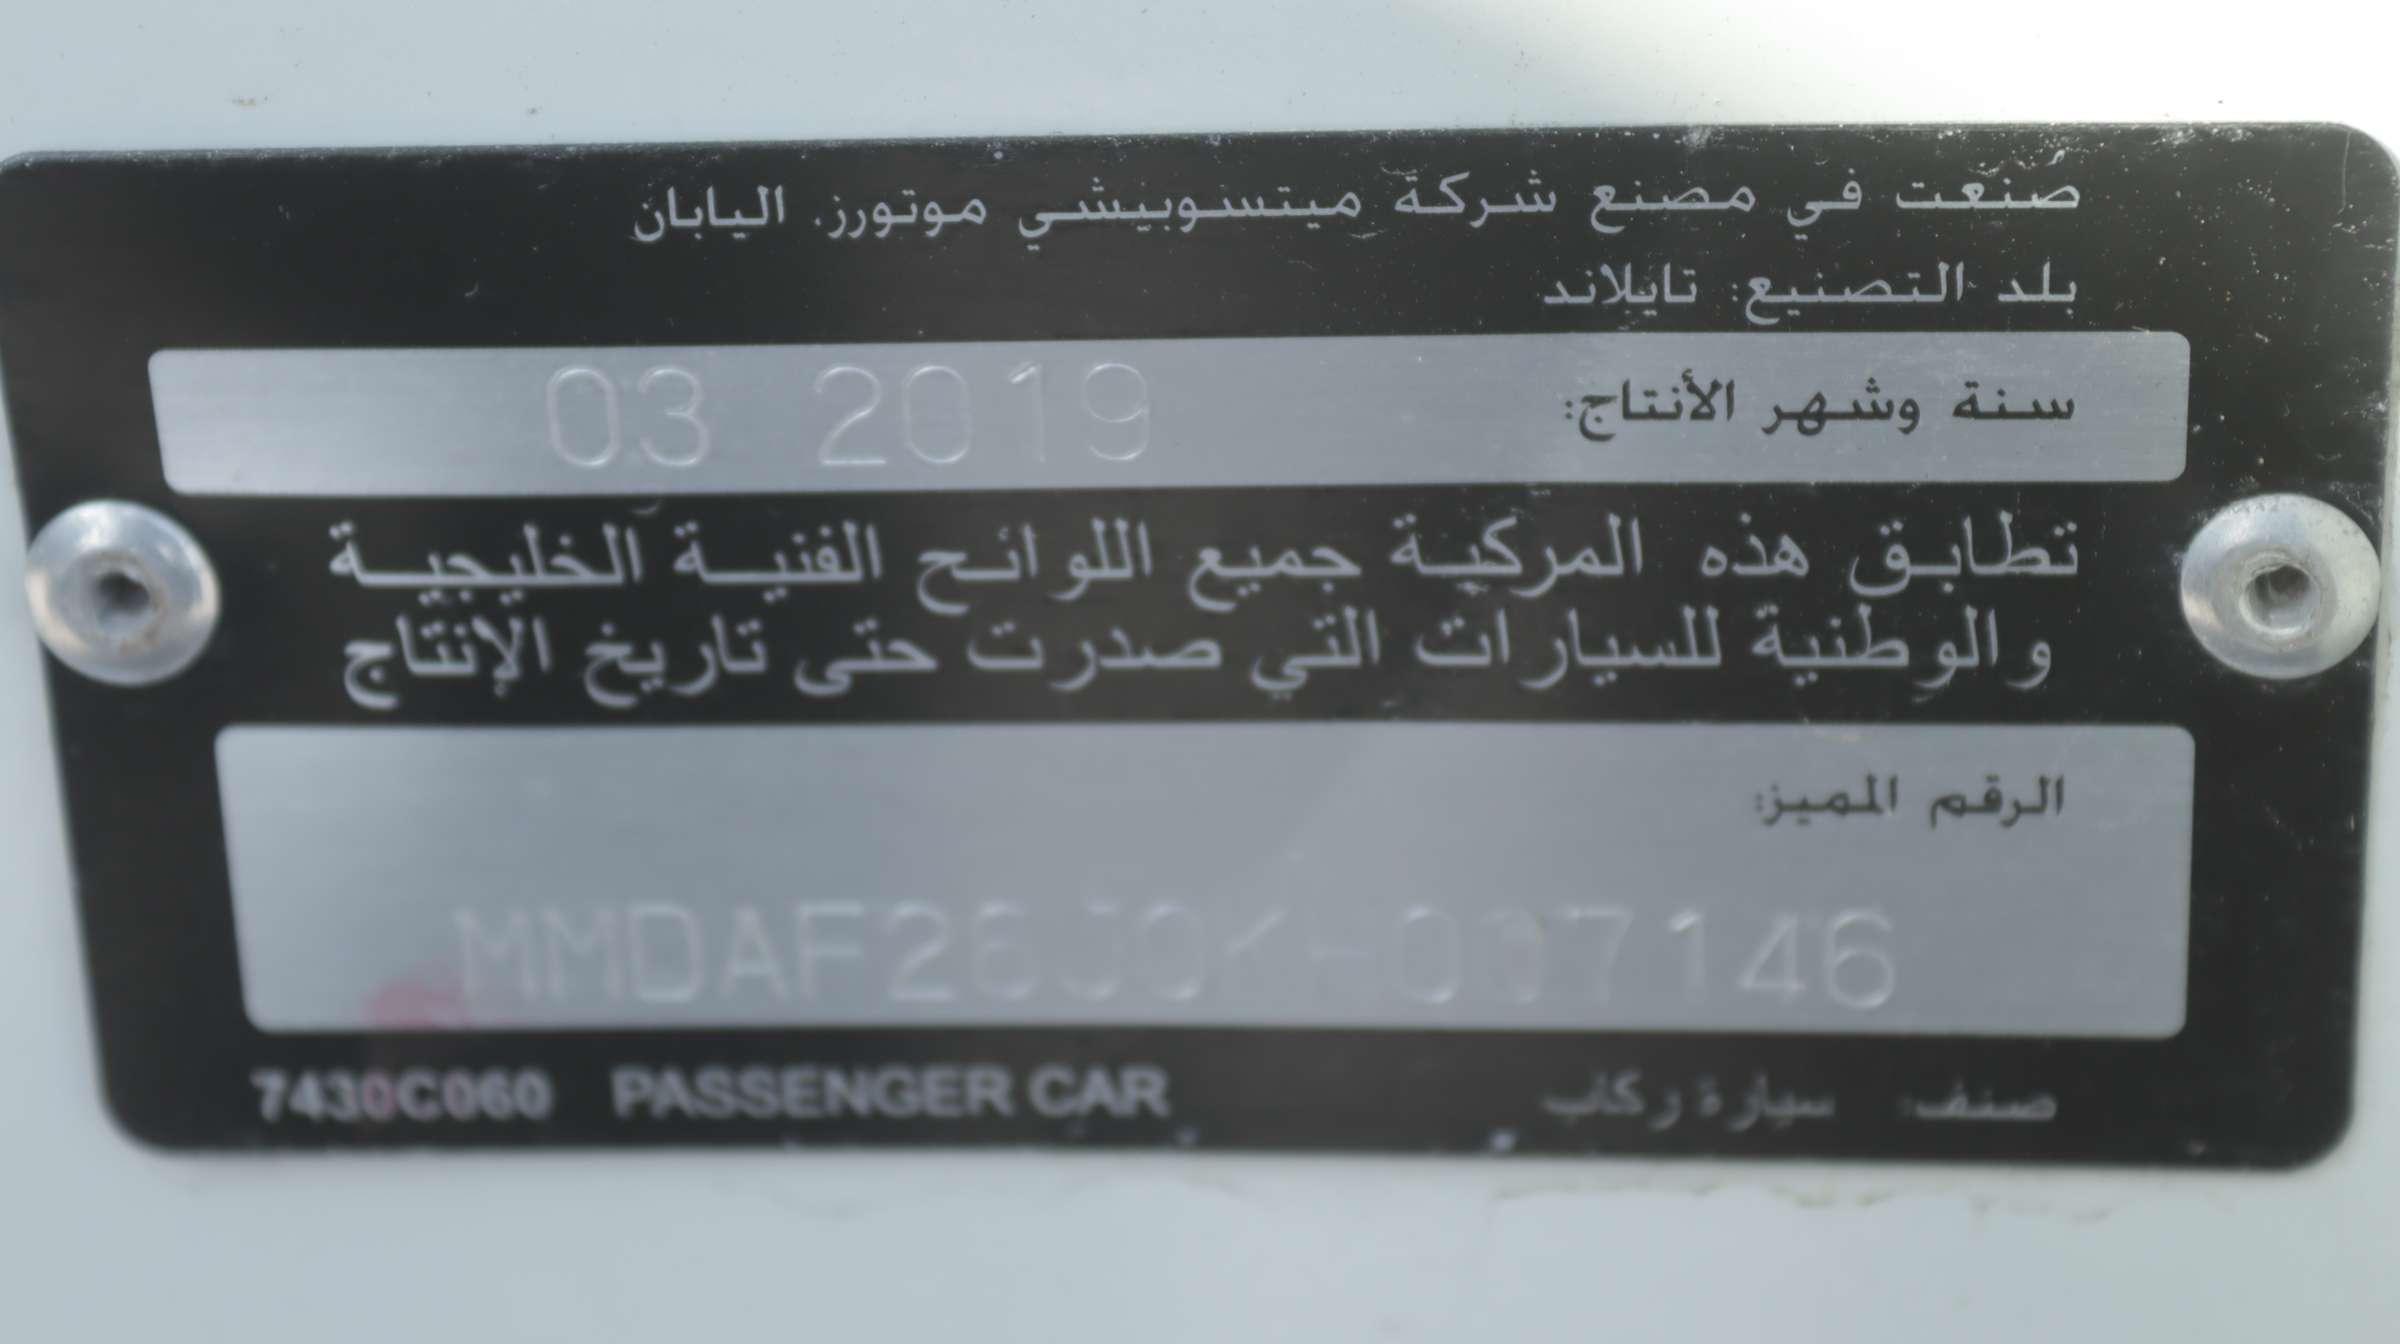 صنعت في مصنع شركة ميتسوبيشي موتورز. اليابان
بلد التصنيع: تايلاند
سنة وشهر الأنتاج: 03 2019
تطابق هذه المركبة جميع اللوائح الفنية الخليجية
والوطنية للسيارات التي صدرت حتى تاريخ الإنتاج
الرقم المميز:
صنف: سيارة ركاب PASSENGER CAR 7430C060